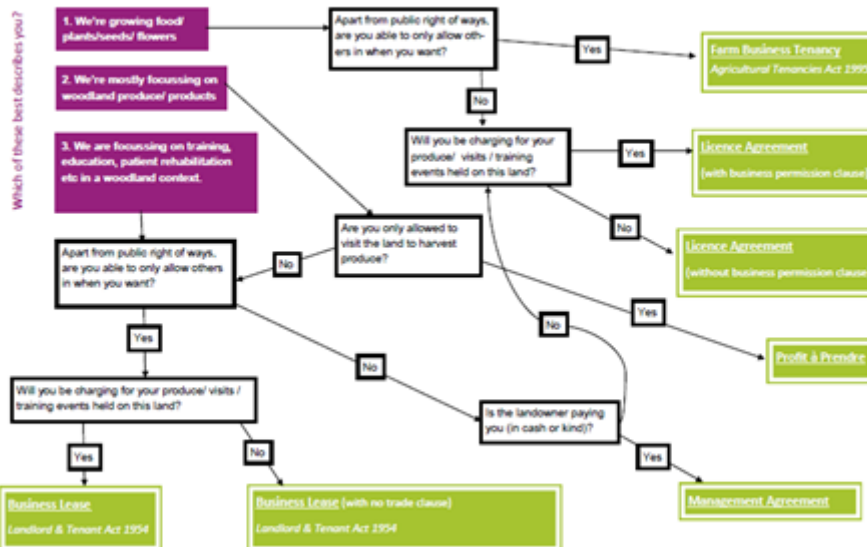 Which of these best describes you?
1. We're growing food/
plants/seeds/ flowers
2. We're mostly focussing on
woodland produce/ products
3. We are focussing on training,
education, patient rehabilitation
etc in a woodland context.
Apart from public right of ways,
are you able to only allow oth-
ers in when you want?
Yes
Farm Business Tenancy
Agricultural Tenancies Act 1995
No
Will you be charging for your
produce/ visits / training
events held on this land?
Yes
Licence Agreement
(with business permission clause)
No
Licence Agreement
(without business permission clause)
Are you only allowed to
visit the land to harvest
produce?
No
Yes
Profit à Prendre
Apart from public right of ways,
are you able to only allow others
in when you want?
Yes
No
No
Will you be charging for your produce/ visits /
training events held on this land?
Is the landowner paying
you (in cash or kind)?
Yes
No
Yes
Business Lease
Landlord & Tenant Act 1954
Business Lease (with no trade clause)
Landlord & Tenant Act 1954
Management Agreement